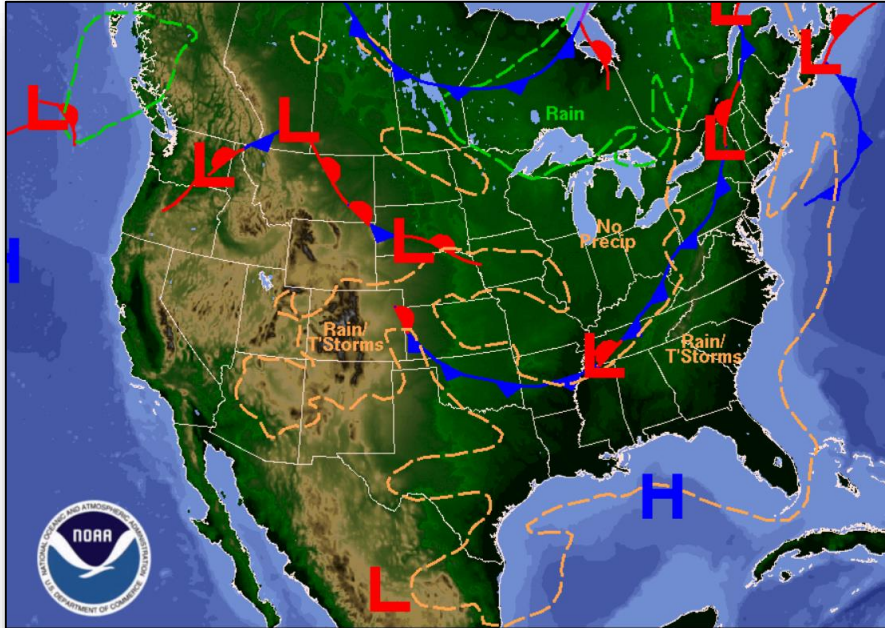 L
L
L
L
Rain
L
L
H
L
No
Precip
Rain/
T'Storms
Rain/
T'Storms
L
H
L
NATIONAL OCEANIC AND ATMOSPHERIC ADMINISTRATION
NOAA
U.S. DEPARTMENT OF COMMERCE